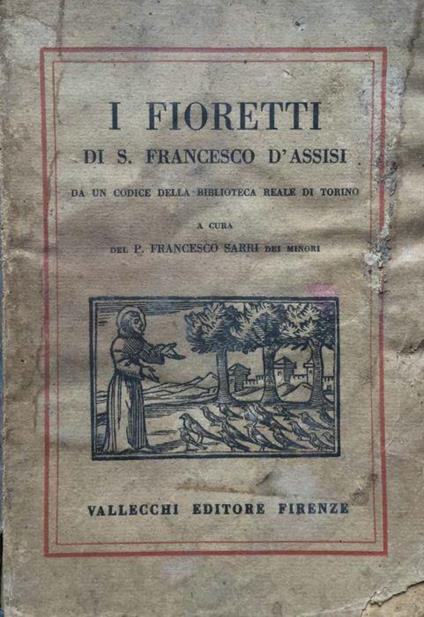 I FIORETTI
DI S. FRANCESCO D'ASSISI
DA UN CODICE DELLA BIBLIOTECA REALE DI TORINO
A CURA
DEL P. FRANCESCO SARRI DEI MINORI
VALLECCHI EDITORE FIRENZE